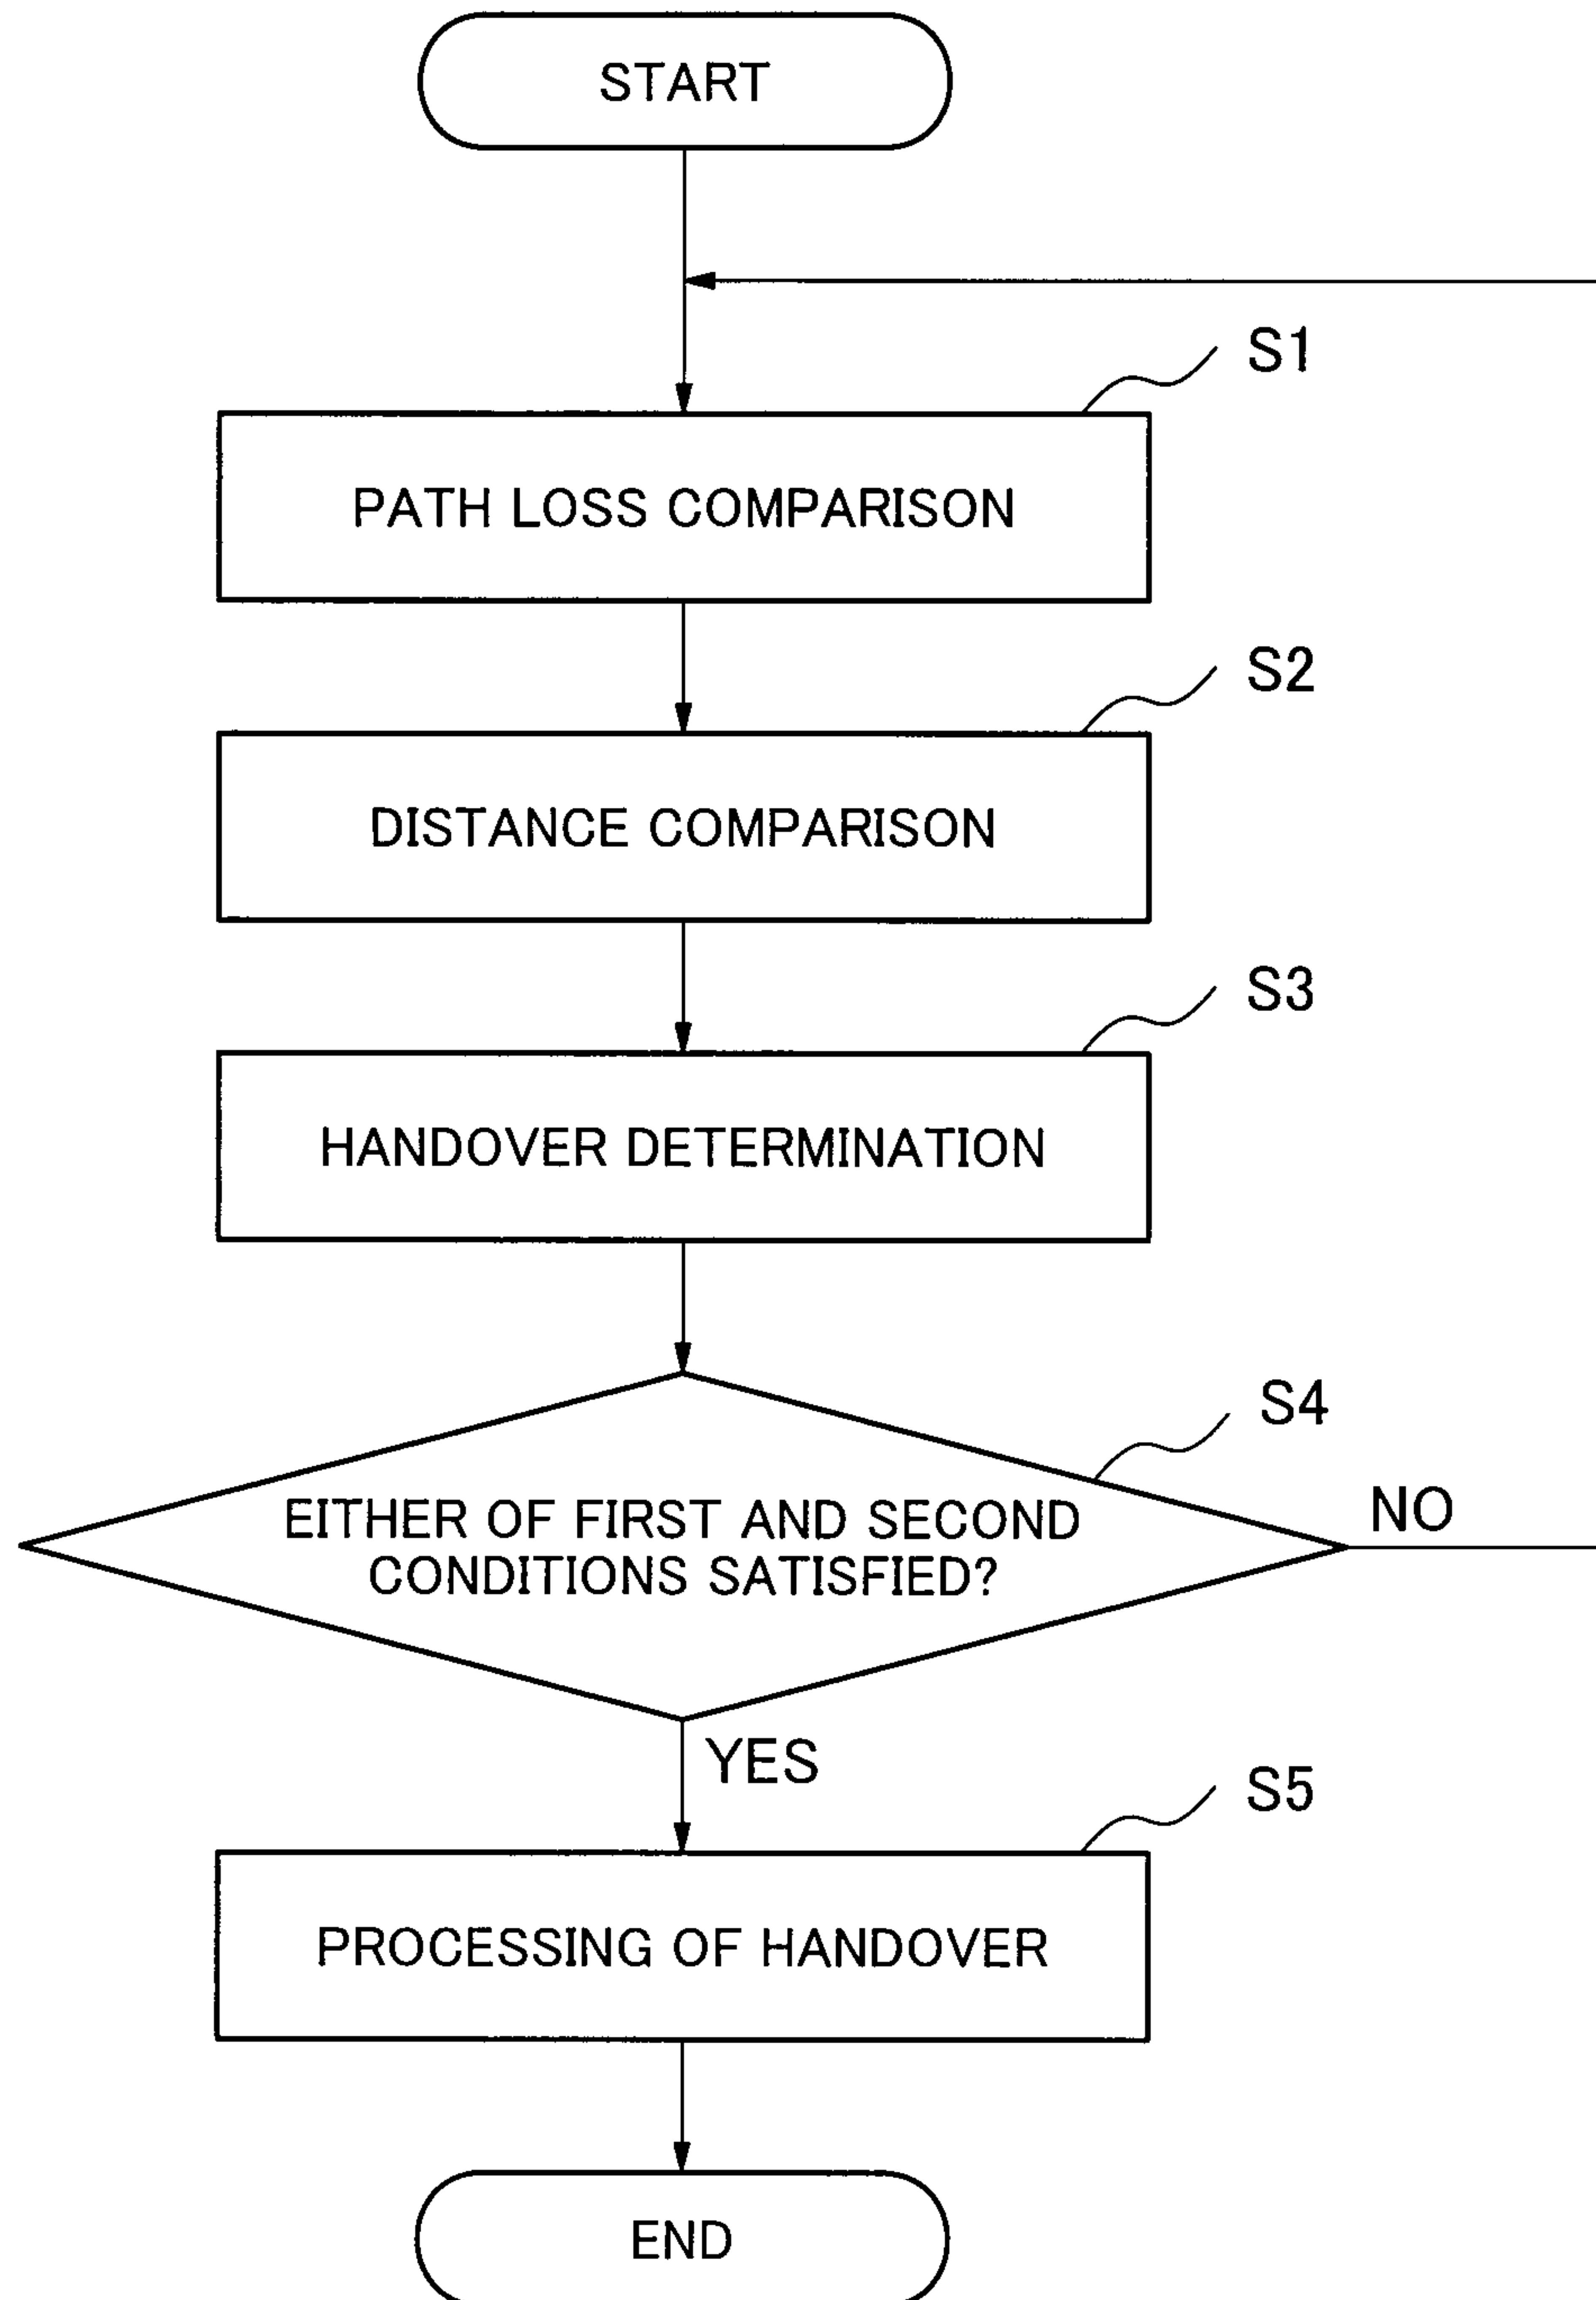 START
S1
PATH LOSS COMPARISON
S2
DISTANCE COMPARISON
S3
HANDOVER DETERMINATION
S4
EITHER OF FIRST AND SECOND
CONDITIONS SATISFIED?
NO
YES
S5
PROCESSING OF HANDOVER
END